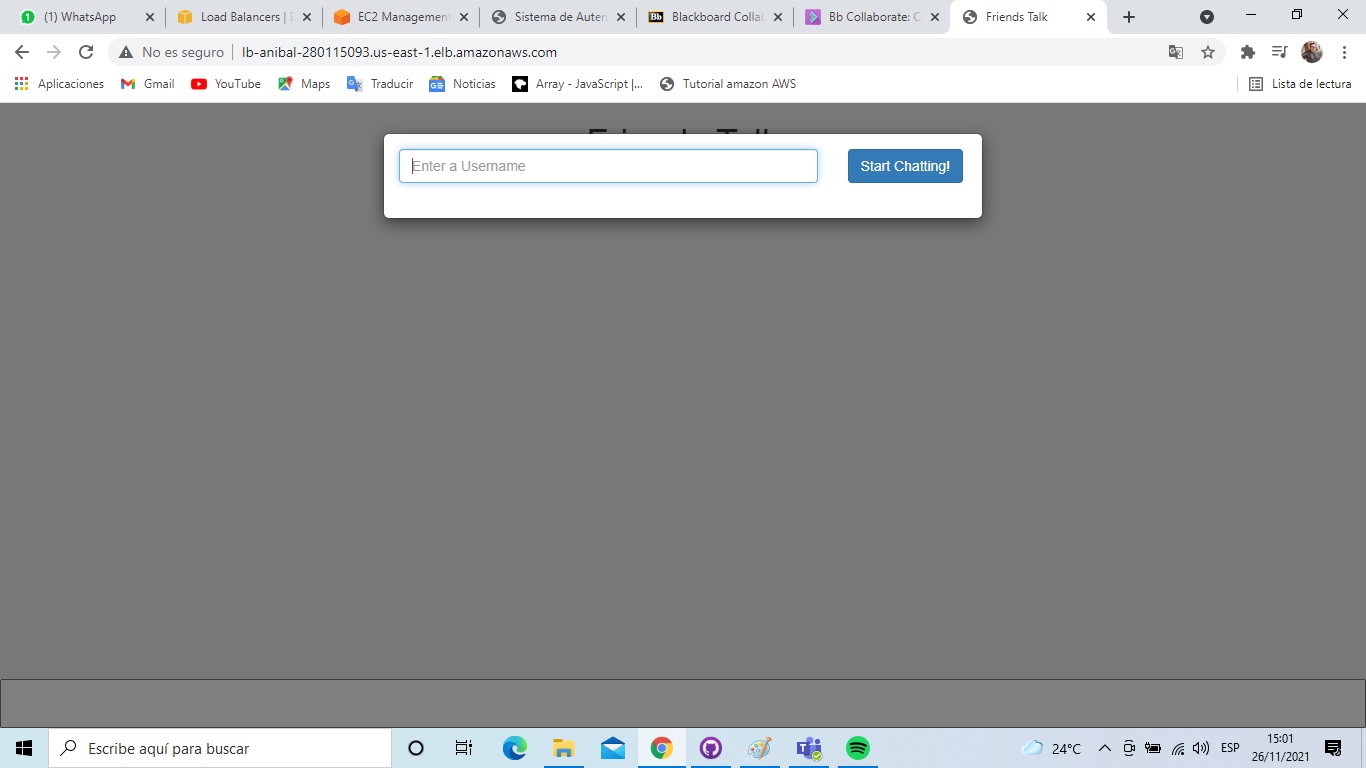 (1) WhatsApp
Load Balancers | E
EC2 Management
Sistema de Auten
Blackboard Collab
Bb Collaborate: C
Friends Talk
No es seguro
lb-anibal-280115093.us-east-1.elb.amazonaws.com
Aplicaciones
Gmail
YouTube
Maps
Traducir
Noticias
Array - JavaScript |...
Tutorial amazon AWS
Lista de lectura
Friends Talk
Enter a Username
Start Chatting!
Escribe aquí para buscar
24°C
ESP
15:01
26/11/2021